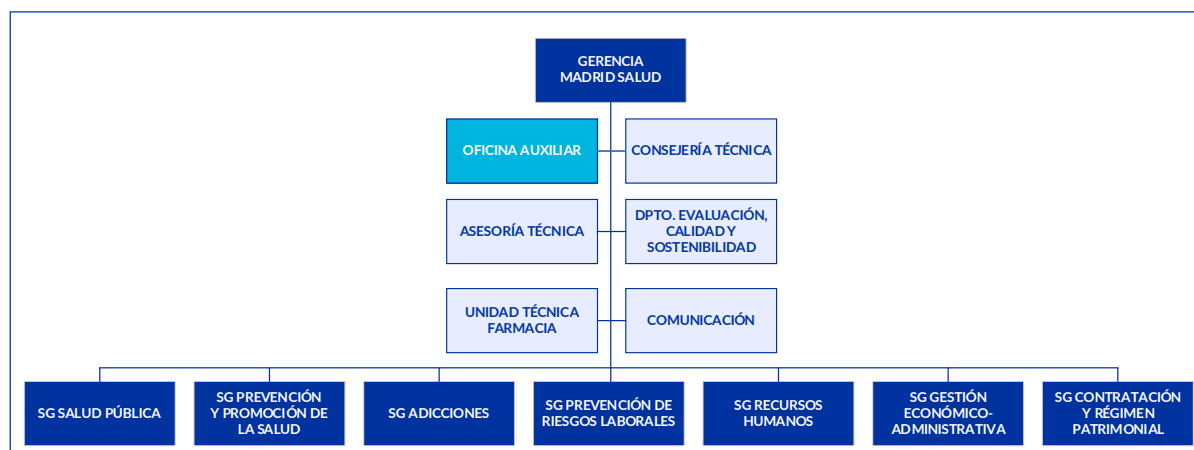 GERENCIA
MADRID SALUD
OFICINA AUXILIAR
CONSEJERÍA TÉCNICA
ASESORÍA TÉCNICA
DPTO. EVALUACIÓN,
CALIDAD Y
SOSTENIBILIDAD
UNIDAD TÉCNICA
FARMACIA
COMUNICACIÓN
SG SALUD PÚBLICA
SG PREVENCIÓN
Y PROMOCIÓN DE
LA SALUD
SG ADICCIONES
SG PREVENCIÓN DE
RIESGOS LABORALES
SG RECURSOS
HUMANOS
SG GESTIÓN
ECONÓMICO-
ADMINISTRATIVA
SG CONTRATACIÓN
Y RÉGIMEN
PATRIMONIAL